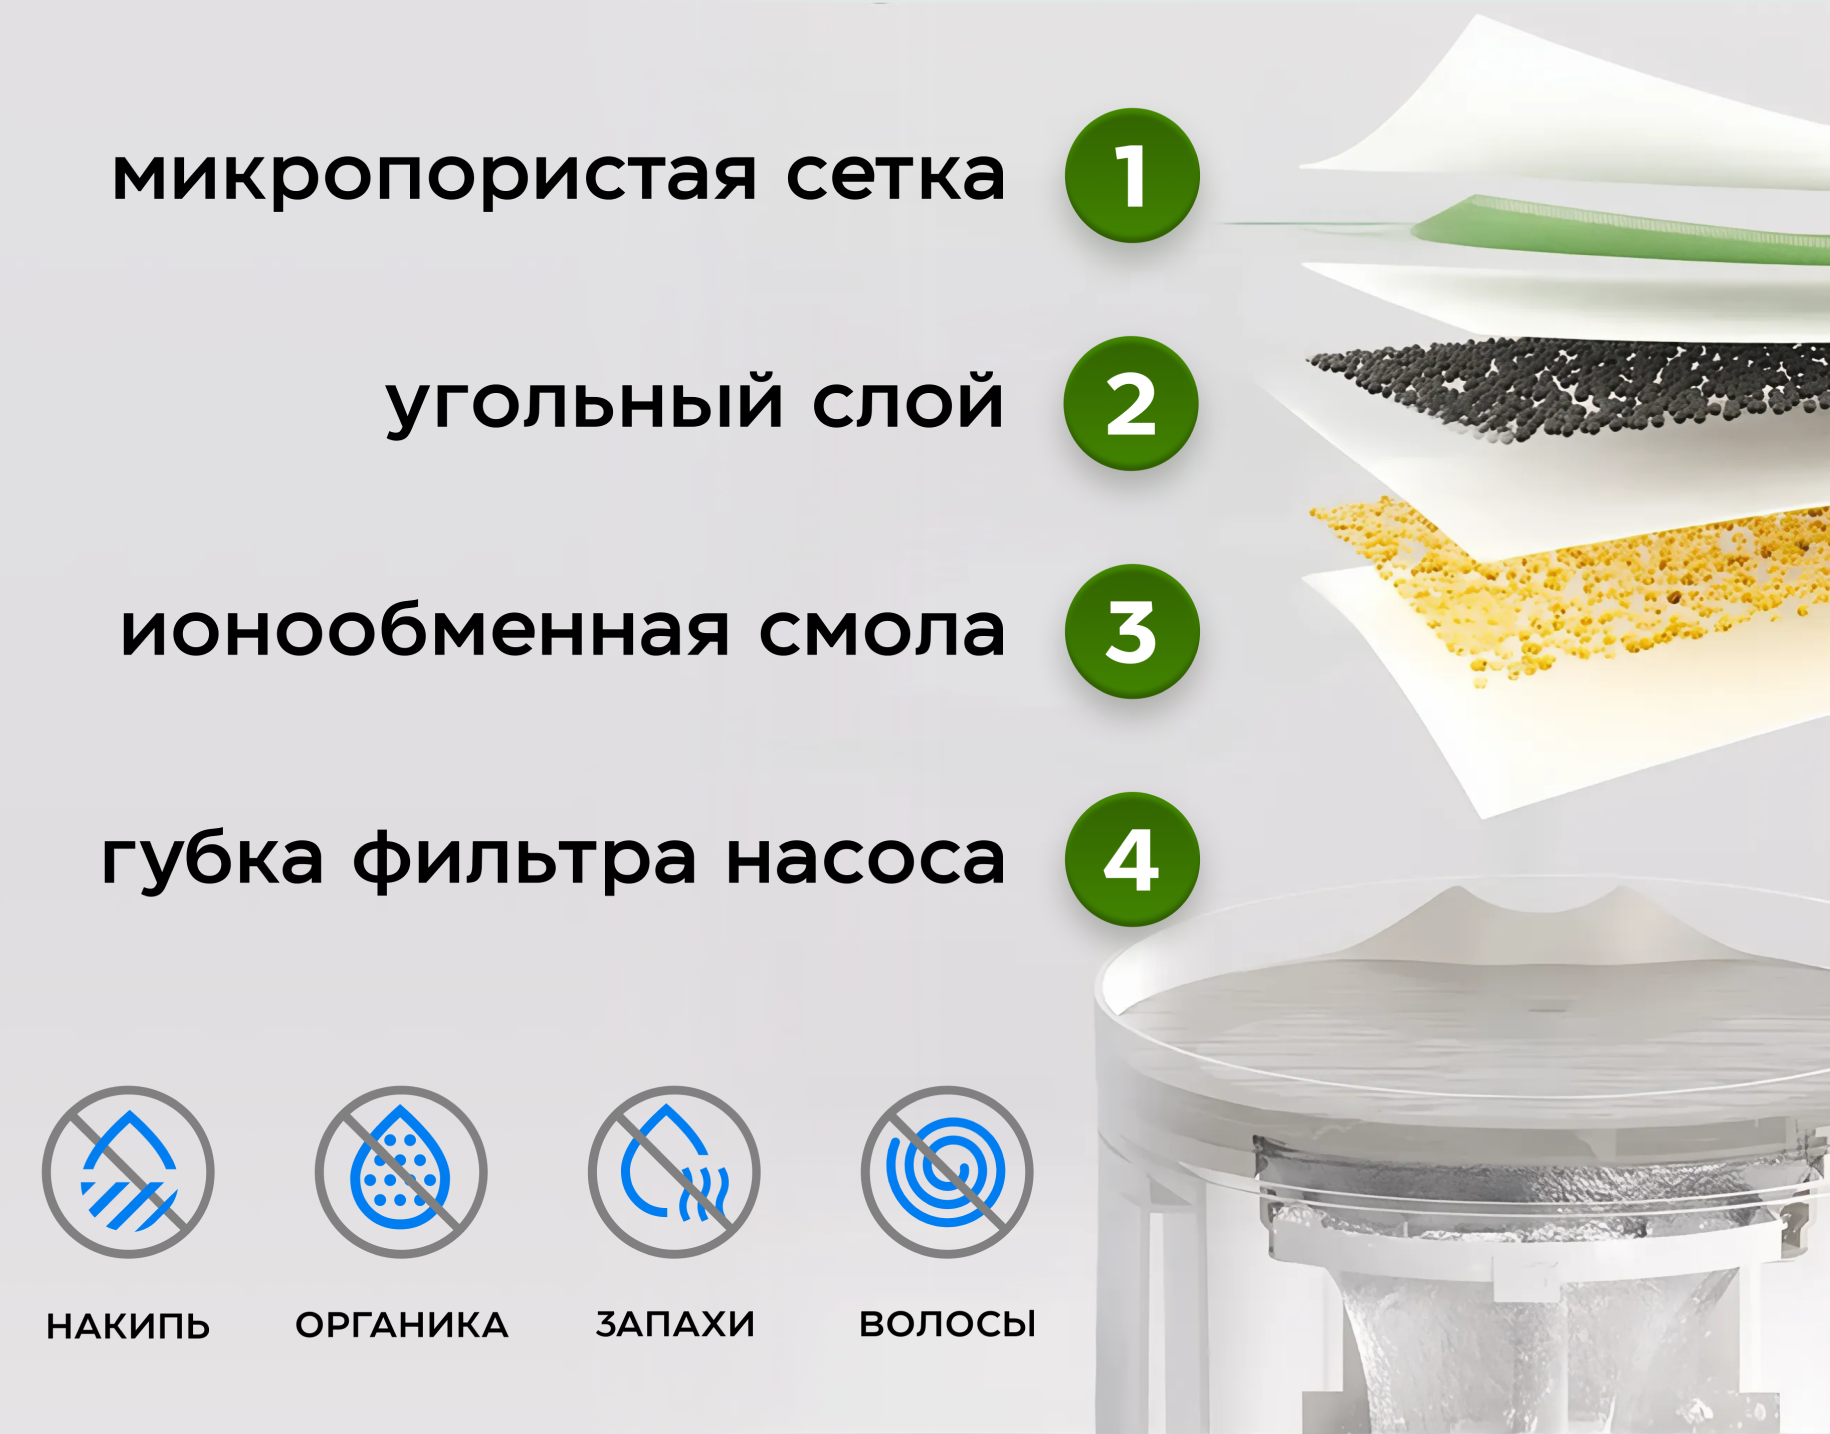 микропористая сетка 1
угольный слой 2
ионообменная смола 3
губка фильтра насоса 4
НАКИПЬ ОРГАНИКА ЗАПАХИ ВОЛОСЫ